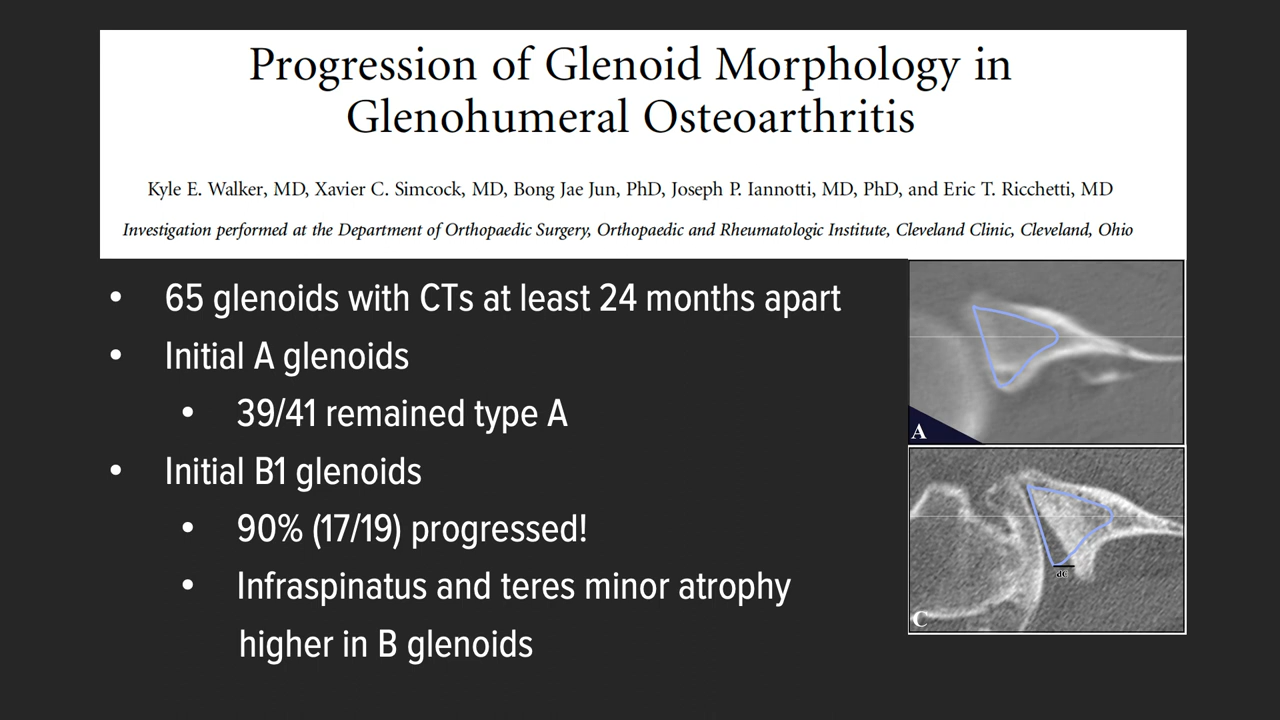 Progression of Glenoid Morphology in
Glenohumeral Osteoarthritis
Kyle E. Walker, MD, Xavier C. Simcock, MD, Bong Jae Jun, PhD, Joseph P. Iannotti, MD, PhD, and Eric T. Ricchetti, MD
Investigation performed at the Department of Orthopaedic Surgery, Orthopaedic and Rheumatologic Institute, Cleveland Clinic, Cleveland, Ohio
• 65 glenoids with CTs at least 24 months apart
• Initial A glenoids
• 39/41 remained type A
• Initial B1 glenoids
• 90% (17/19) progressed!
• Infraspinatus and teres minor atrophy
higher in B glenoids
A
dC
C